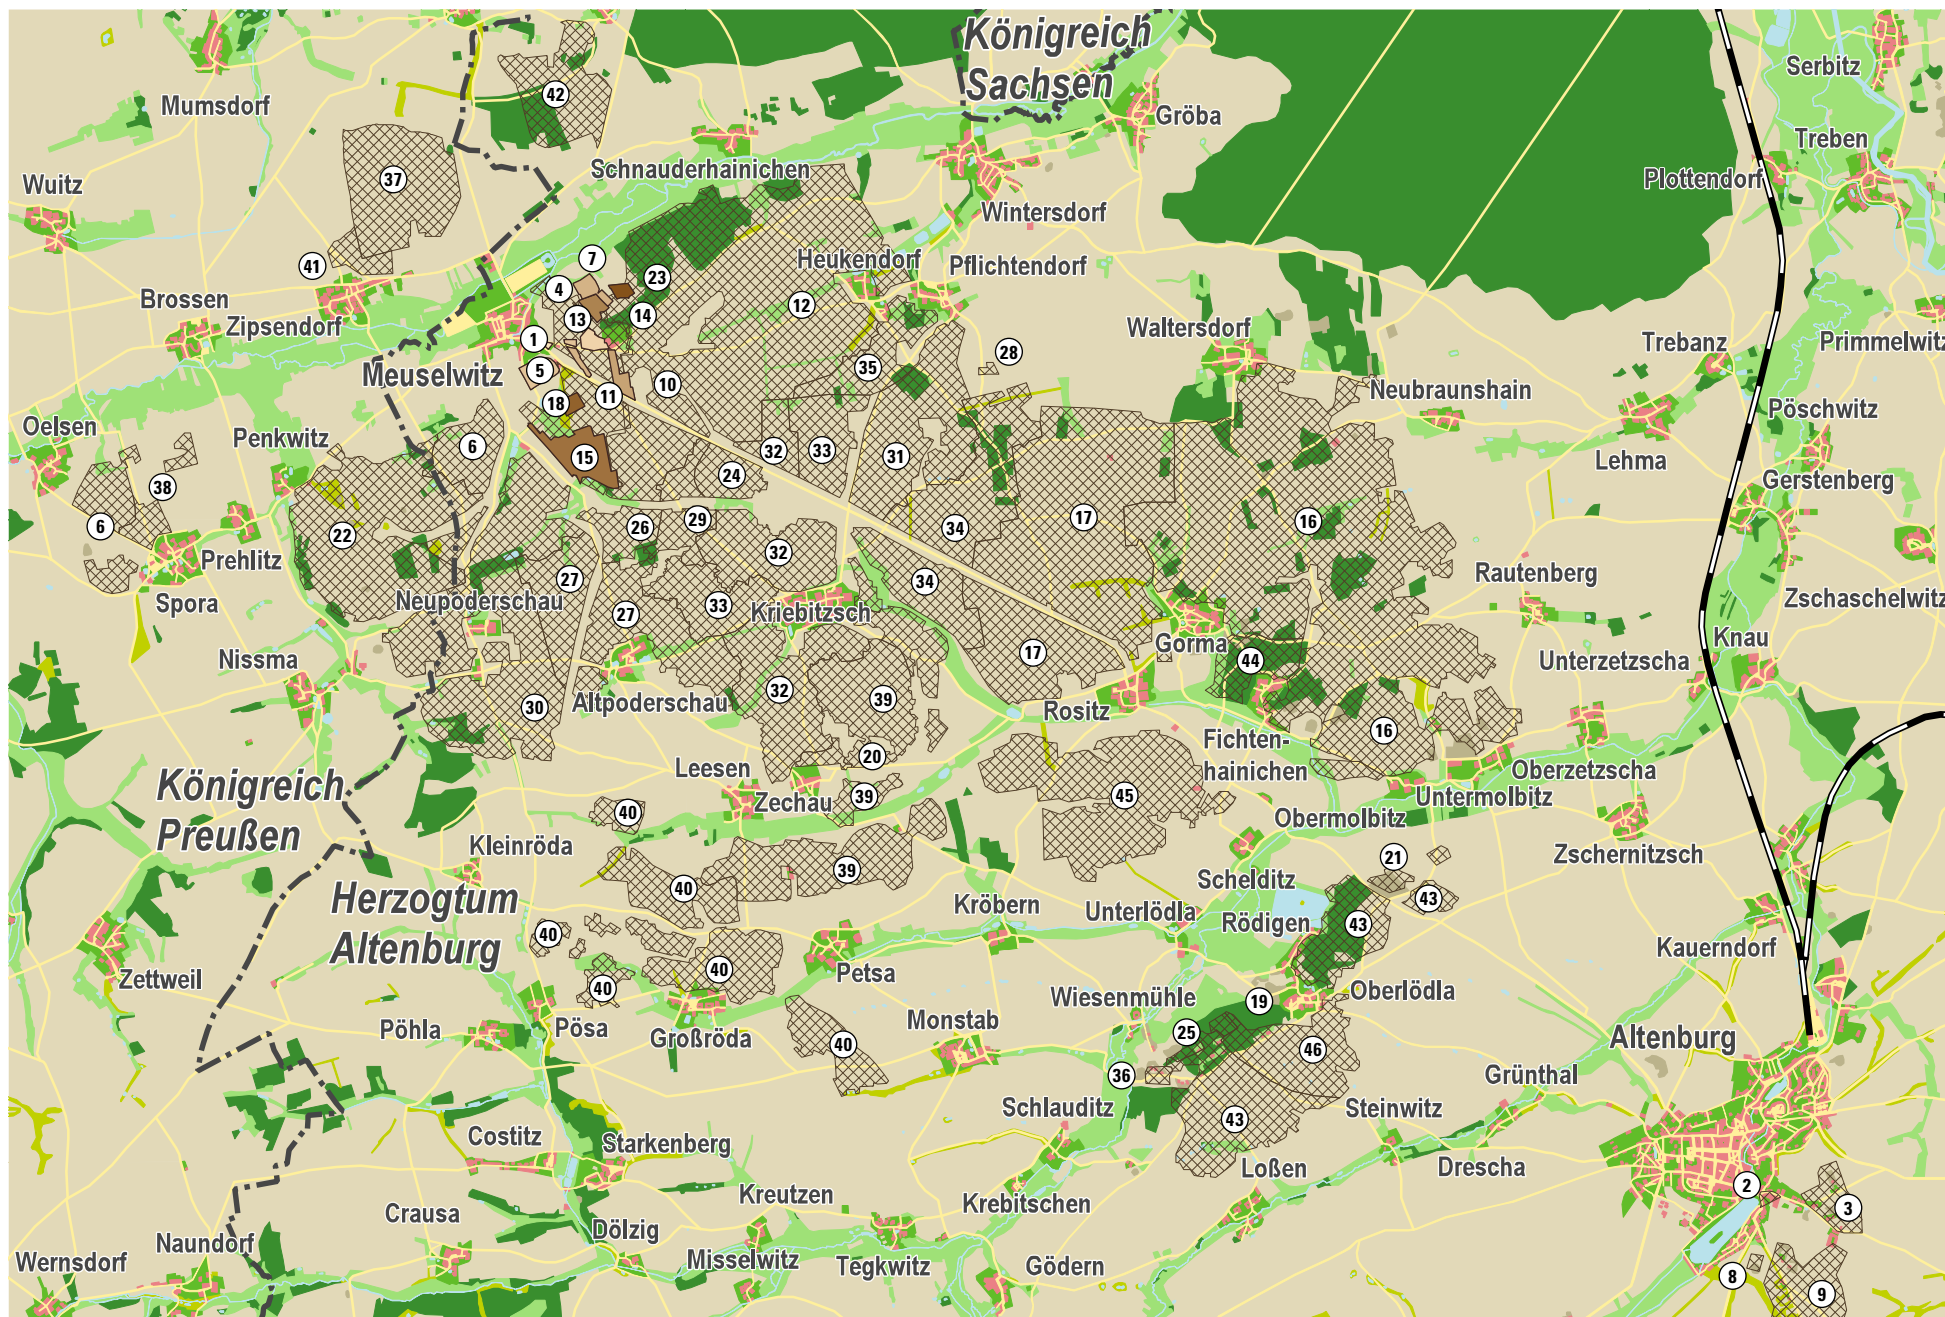 Königreich
Sachsen
Serbitz
42
Mumsdorf
Gröba
Treben
Schnauderhainichen
37
Plottendorf
Wuitz
Wintersdorf
7
41
Heukendorf
Pflichtendorf
23
4
Brossen
12
13
14
Zipsendorf
Waltersdorf
1
Trebanz
Primmelwitz
28
Meuselwitz
5
35
10
Neubraunshain
11
18
Pöschwitz
Oelsen
Penkwitz
6
32
33
15
31
Lehma
24
Gerstenberg
38
6
22
26
29
34
17
16
Prehlitz
32
27
34
Rautenberg
Spora
Neupoderschau
33
Kriebitzsch
27
Zschaschelwitz
Gorma
Knau
Nissma
17
44
Unterzetzscha
32
39
30
Altpoderschau
Rositz
16
Fichten-
hainichen
20
Leesen
Oberzetzscha
Königreich
Preußen
Zechau
39
45
Untermolbitz
40
Obermolbitz
Kleinröda
21
Zschernitzsch
39
Herzogtum
Altenburg
40
Schelditz
43
Kröbern
Unterlödla
Rödigen
43
40
Kauerndorf
Zettweil
40
Petsa
40
Wiesenmühle
19
Oberlödla
Pöhla
Pösa
Großröda
Monstab
25
Altenburg
40
46
36
Grünthal
Schlauditz
Steinwitz
43
Costitz
Starkenberg
Loßen
Drescha
2
Kreutzen
Krebitschen
3
Crausa
Dölzig
Naundorf
Wernsdorf
Misselwitz
Tegkwitz
Gödern
8
9